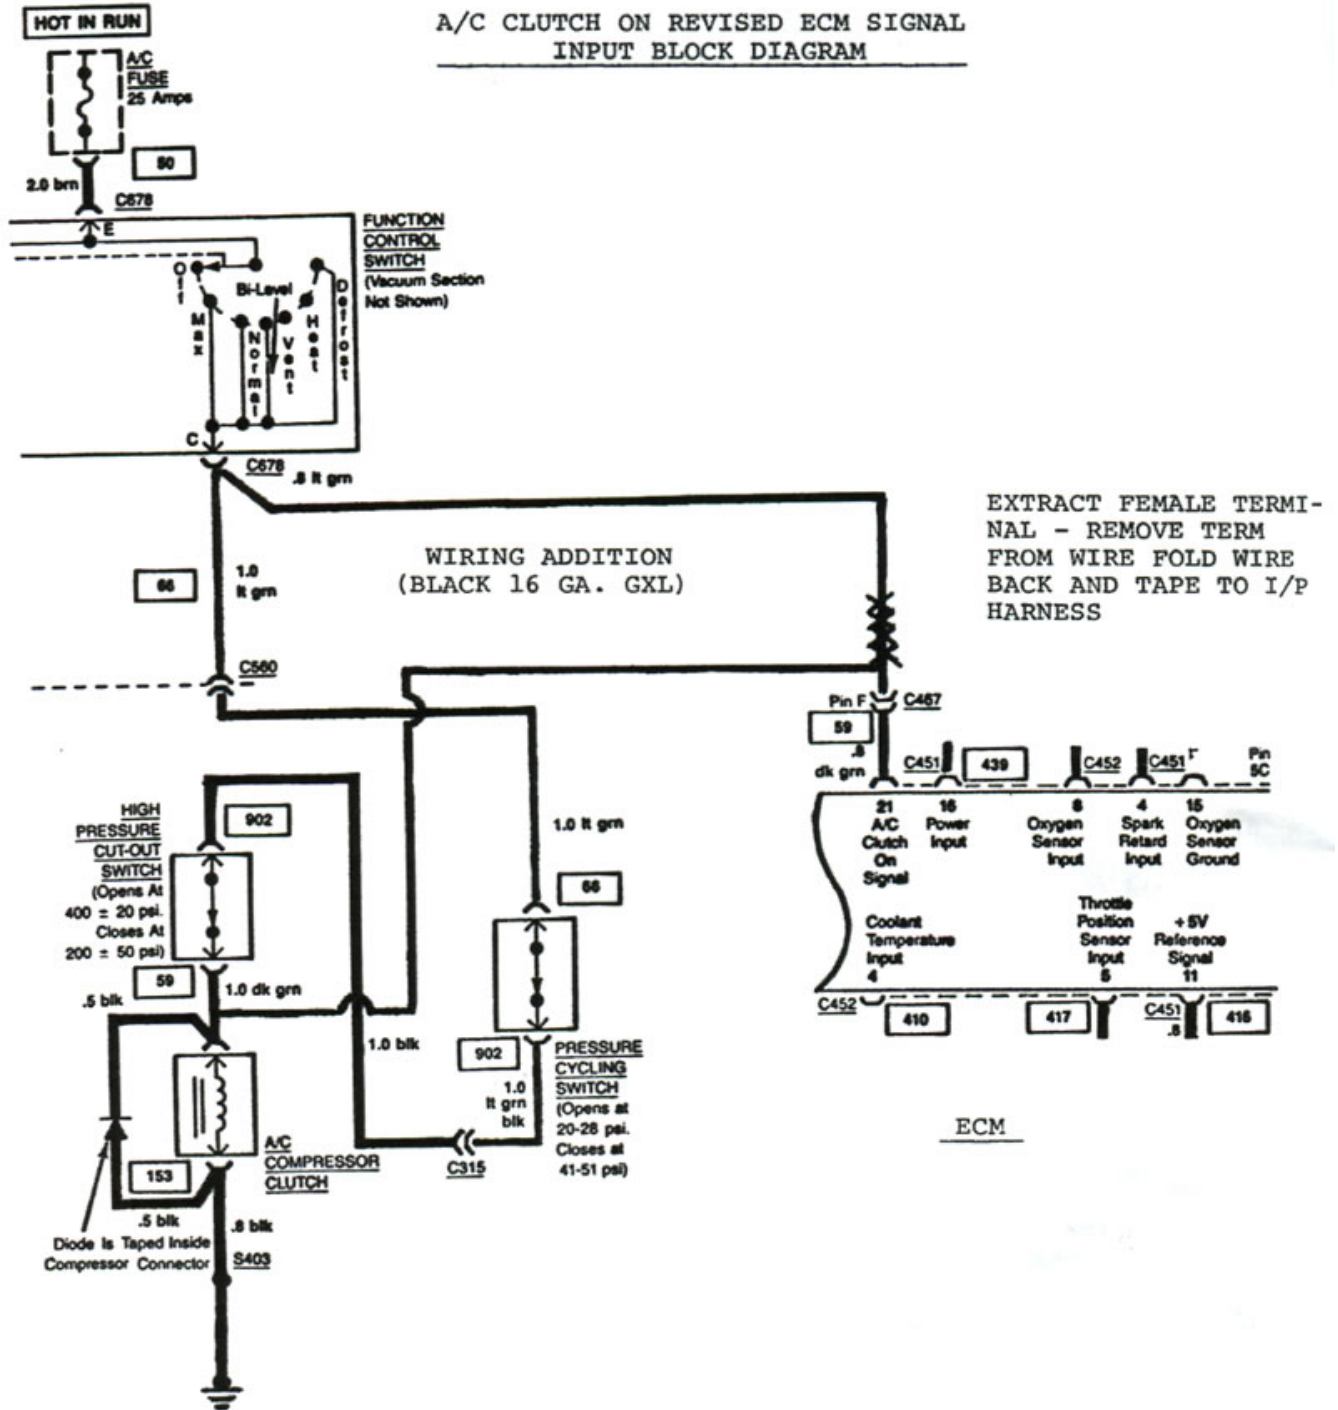 A/C CLUTCH ON REVISED ECM SIGNAL
INPUT BLOCK DIAGRAM
HOT IN RUN
A/C
FUSE
25 Amps
50
2.0 brn
C678
E
FUNCTION
CONTROL
SWITCH
(Vacuum Section
Not Shown)
Off
Max
Normal
Bi-Level
Vent
Heat
Defrost
C
C678
.8 lt grn
66
1.0
lt grn
WIRING ADDITION
(BLACK 16 GA. GXL)
EXTRACT FEMALE TERMI-
NAL - REMOVE TERM
FROM WIRE FOLD WIRE
BACK AND TAPE TO I/P
HARNESS
C560
Pin F
C467
59
.8
dk grn
C451
439
C452
C451
Pin
5C
21
A/C
Clutch
On
Signal
16
Power
Input
8
Oxygen
Sensor
Input
4
Spark
Retard
Input
15
Oxygen
Sensor
Ground
Coolant
Temperature
Input
4
Throttle
Position
Sensor
Input
5
+5V
Reference
Signal
11
C452
410
417
C451
.8
416
ECM
HIGH
PRESSURE
CUT-OUT
SWITCH
(Opens At
400 ± 20 psi.
Closes At
200 ± 50 psi)
902
59
1.0 dk grn
.5 blk
1.0 lt grn
66
1.0 blk
902
1.0
lt grn
blk
PRESSURE
CYCLING
SWITCH
(Opens at
20-28 psi.
Closes at
41-51 psi)
C315
A/C
COMPRESSOR
CLUTCH
153
.5 blk
.8 blk
Diode Is Taped Inside
Compressor Connector
S403